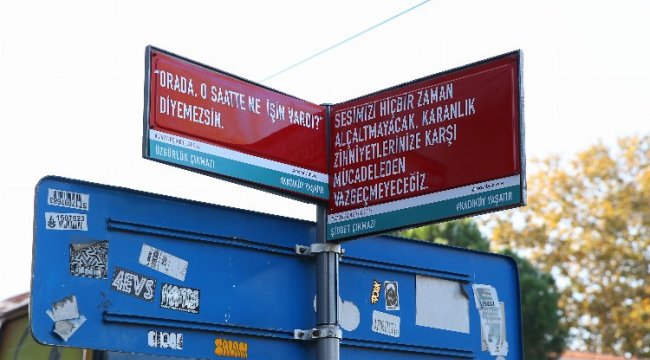 "ORADA, O SAATTE NE İŞİN VARDI?"
DİYEMEZSİN.
ÖZGÜRLÜK ÇIKMAZI
#KADIKÖY YAŞATIR
SESİMİZİ HİÇBİR ZAMAN
ALÇALTMAYACAK, KARANLIK
ZİHNİYETLERİNİZE KARŞI
MÜCADELEDEN
VAZGEÇMEYECEĞİZ
ŞİDDET ÇIKMAZI
#KADIKÖY YAŞATIR
1587523
4EVS
SALON